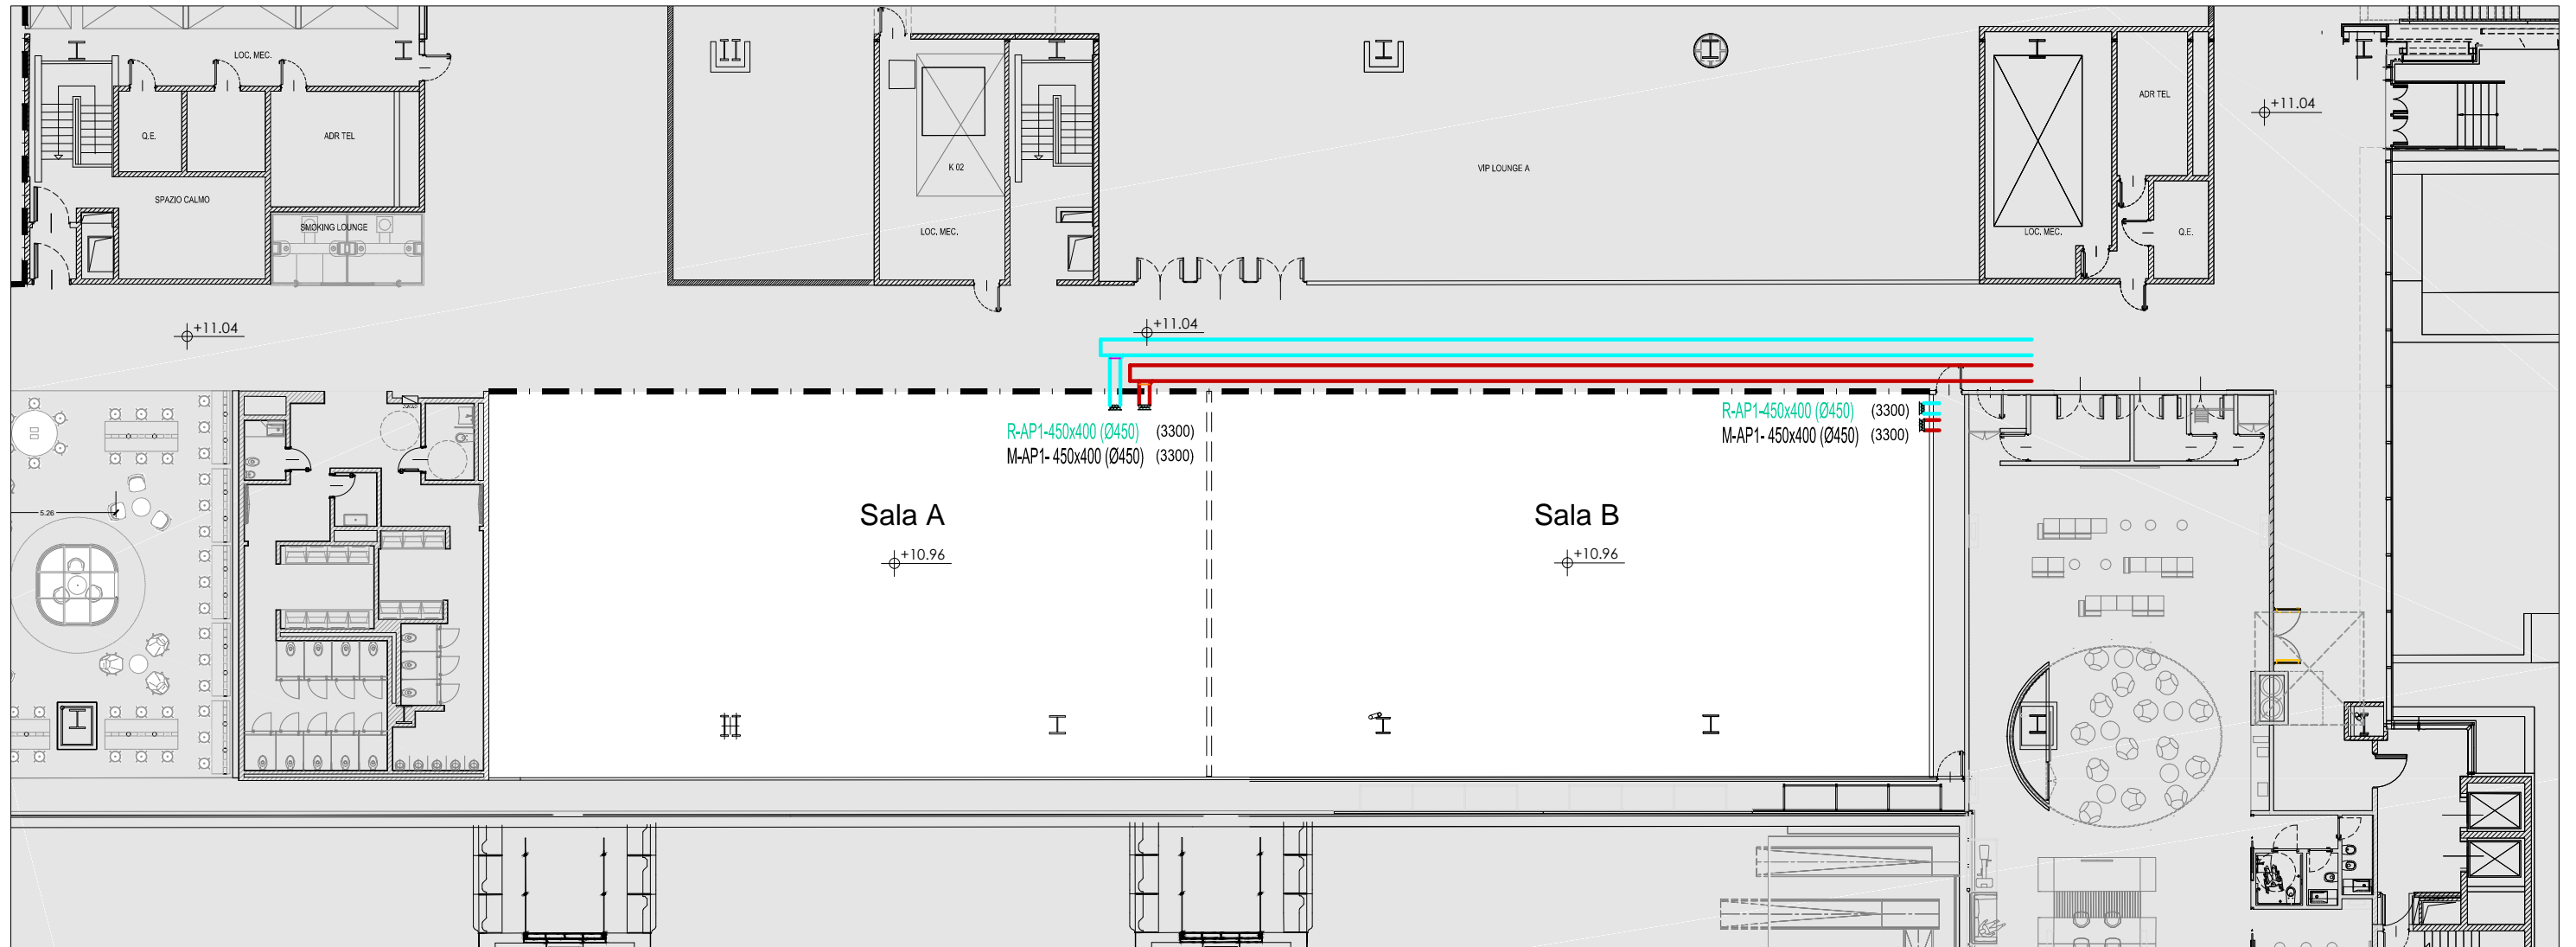 LOC. MEC.
Q.E.
ADR TEL
SPAZIO CALMO
SMOKING LOUNGE
K 02
LOC. MEC.
VIP LOUNGE A
ADR TEL
LOC. MEC.
Q.E.
+11.04
+11.04
+11.04
R-AP1-450x400 (Ø450) (3300)
M-AP1- 450x400 (Ø450) (3300)
R-AP1-450x400 (Ø450) (3300)
M-AP1- 450x400 (Ø450) (3300)
5.26
Sala A
+10.96
Sala B
+10.96